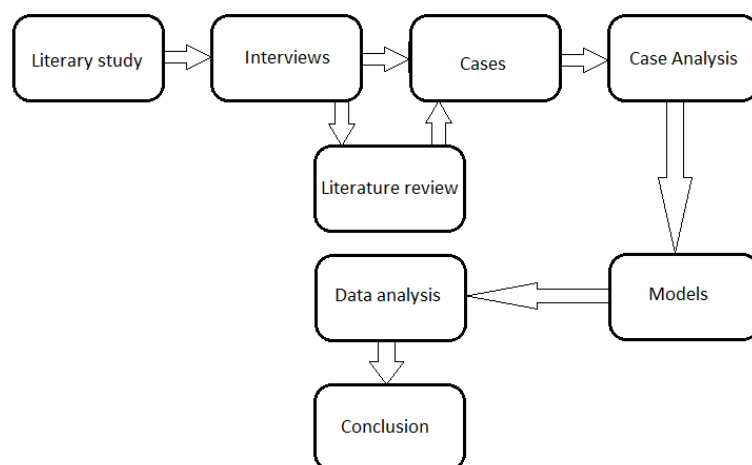 Literary study
Interviews
Cases
Case Analysis
Literature review
Data analysis
Models
Conclusion